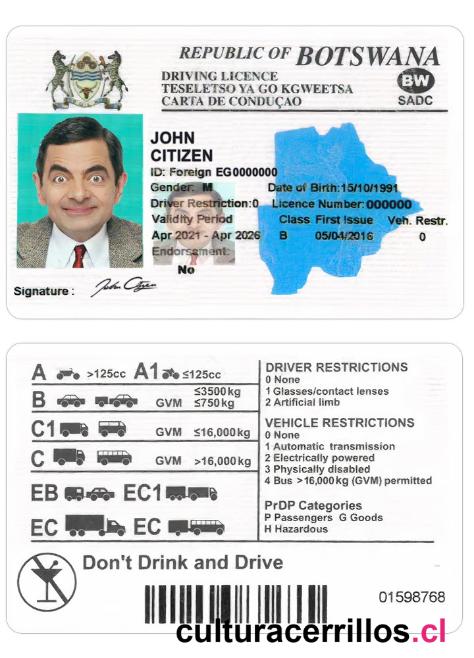 REPUBLIC OF BOTSWANA
DRIVING LICENCE
TESELETSO YA GO KGWEETSA
CARTA DE CONDUÇAO
BW
SADC
JOHN
CITIZEN
ID: Foreign EG0000000
Gender: M Date of Birth:15/10/1991
Driver Restriction:0 Licence Number:000000
Validity Period Class First Issue Veh. Restr.
Apr 2021 - Apr 2026 B 05/04/2016 0
Endorsement:
No
Signature : John Citizen
A >125cc A1 ≤125cc
B GVM ≤3500kg ≤750kg
C1 GVM ≤16,000kg
C GVM >16,000kg
EB EC1
EC EC
DRIVER RESTRICTIONS
0 None
1 Glasses/contact lenses
2 Artificial limb
VEHICLE RESTRICTIONS
0 None
1 Automatic transmission
2 Electrically powered
3 Physically disabled
4 Bus >16,000kg (GVM) permitted
PrDP Categories
P Passengers G Goods
H Hazardous
Don't Drink and Drive
01598768
culturacerrillos.cl